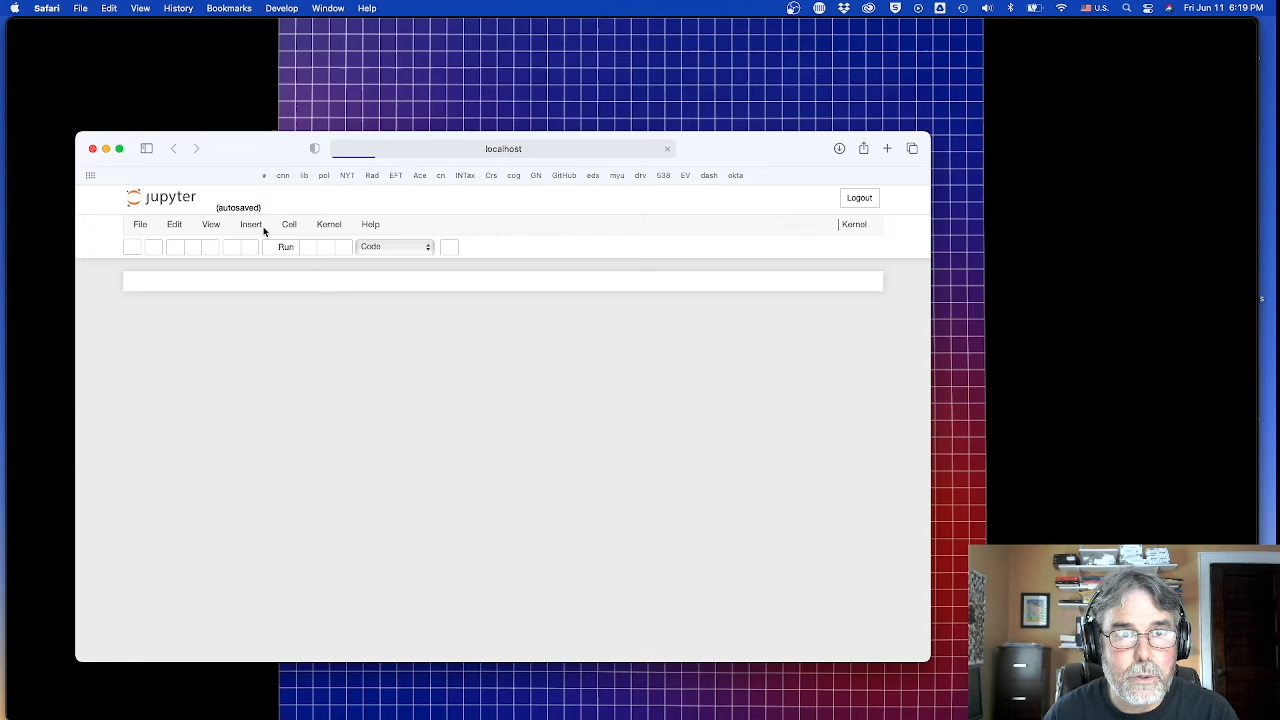 Safari File Edit View History Bookmarks Develop Window Help U.S. Fri Jun 11 6:19 PM
localhost
cnn lib pol NYT Rad EFT Ace cn INTax Crs cog GN GitHub edx myu drv 538 EV dash okta
jupyter (autosaved) Logout
File Edit View Insert Cell Kernel Help Kernel
Run Code